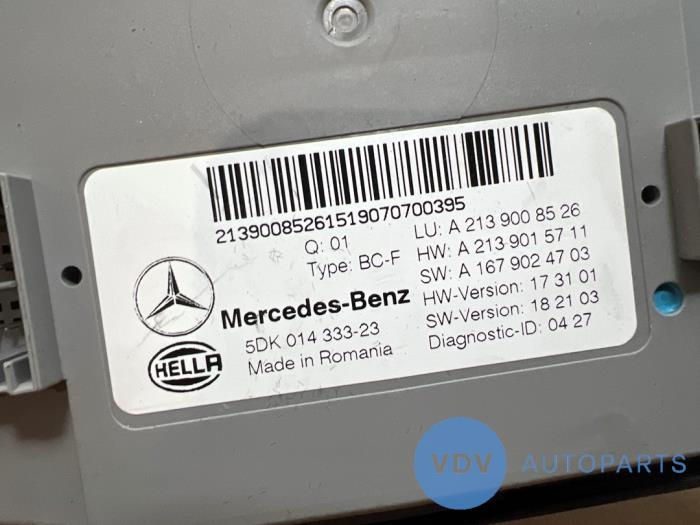 21390085261519070700395
Q: 01
Type: BC-F
LU: A 213 900 85 26
HW: A 213 901 57 11
SW: A 167 902 47 03
HW-Version: 17 31 01
SW-Version: 18 21 03
Diagnostic-ID: 04 27
Mercedes-Benz
5DK 014 333-23
Made in Romania
HELLA
VDV AUTOPARTS